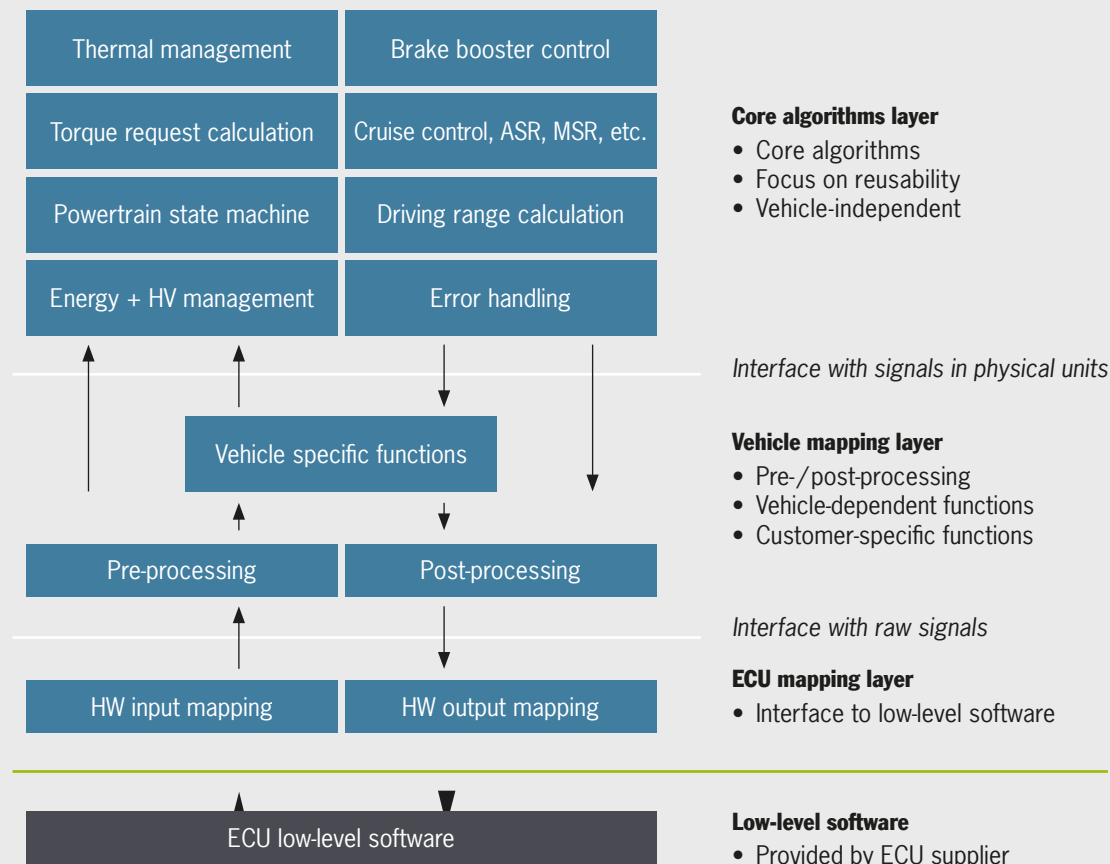 Thermal management
Brake booster control
Torque request calculation
Cruise control, ASR, MSR, etc.
Powertrain state machine
Driving range calculation
Energy + HV management
Error handling
Core algorithms layer
• Core algorithms
• Focus on reusability
• Vehicle-independent
Interface with signals in physical units
Vehicle specific functions
Pre-processing
Post-processing
Vehicle mapping layer
• Pre-/post-processing
• Vehicle-dependent functions
• Customer-specific functions
Interface with raw signals
HW input mapping
HW output mapping
ECU mapping layer
• Interface to low-level software
ECU low-level software
Low-level software
• Provided by ECU supplier